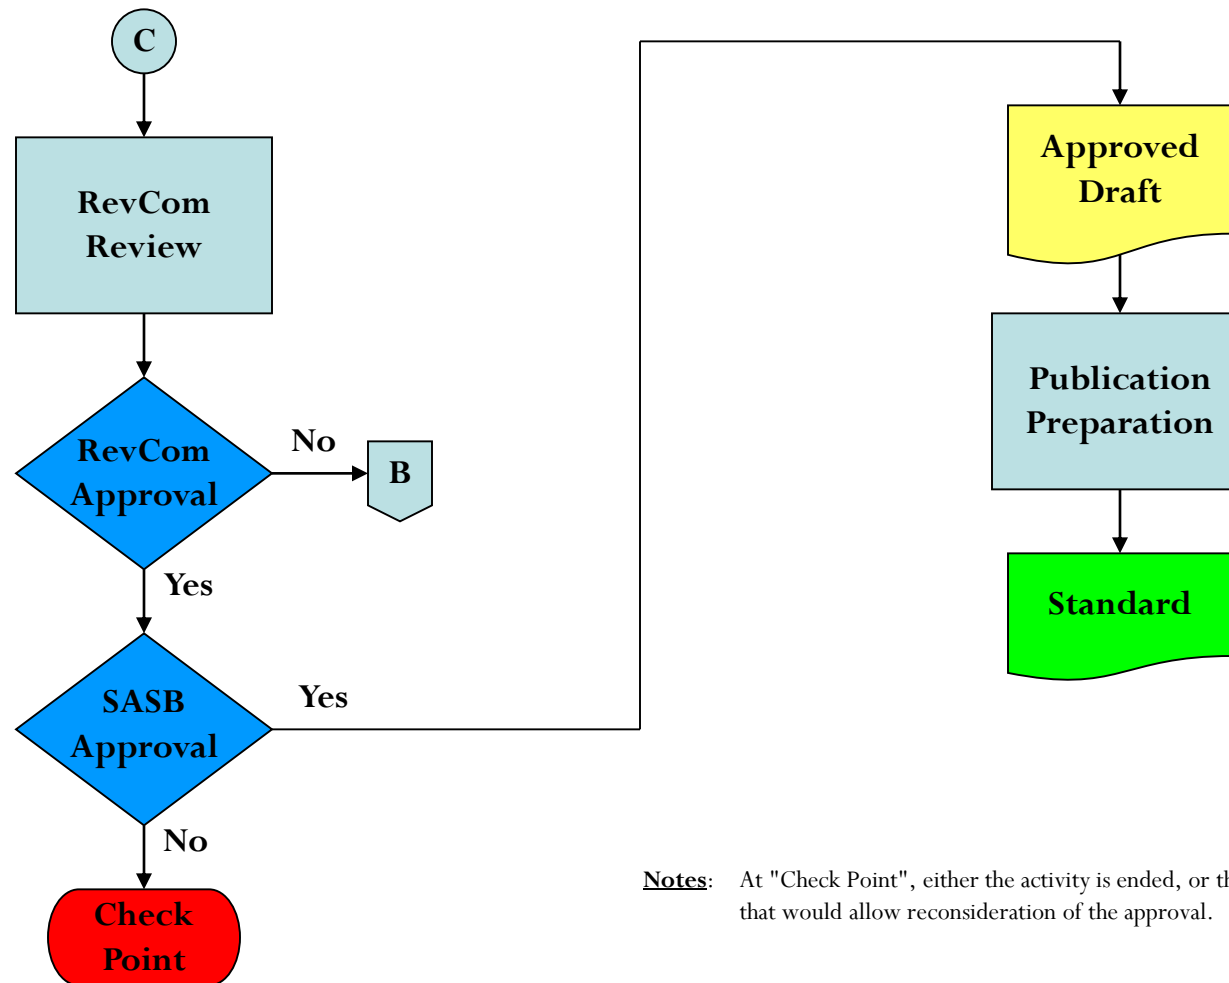 C
RevCom
Review
RevCom
Approval
No
B
Yes
SASB
Approval
Yes
No
Check
Point
Approved
Draft
Publication
Preparation
Standard
Notes: At "Check Point", either the activity is ended, or
that would allow reconsideration of the approval.